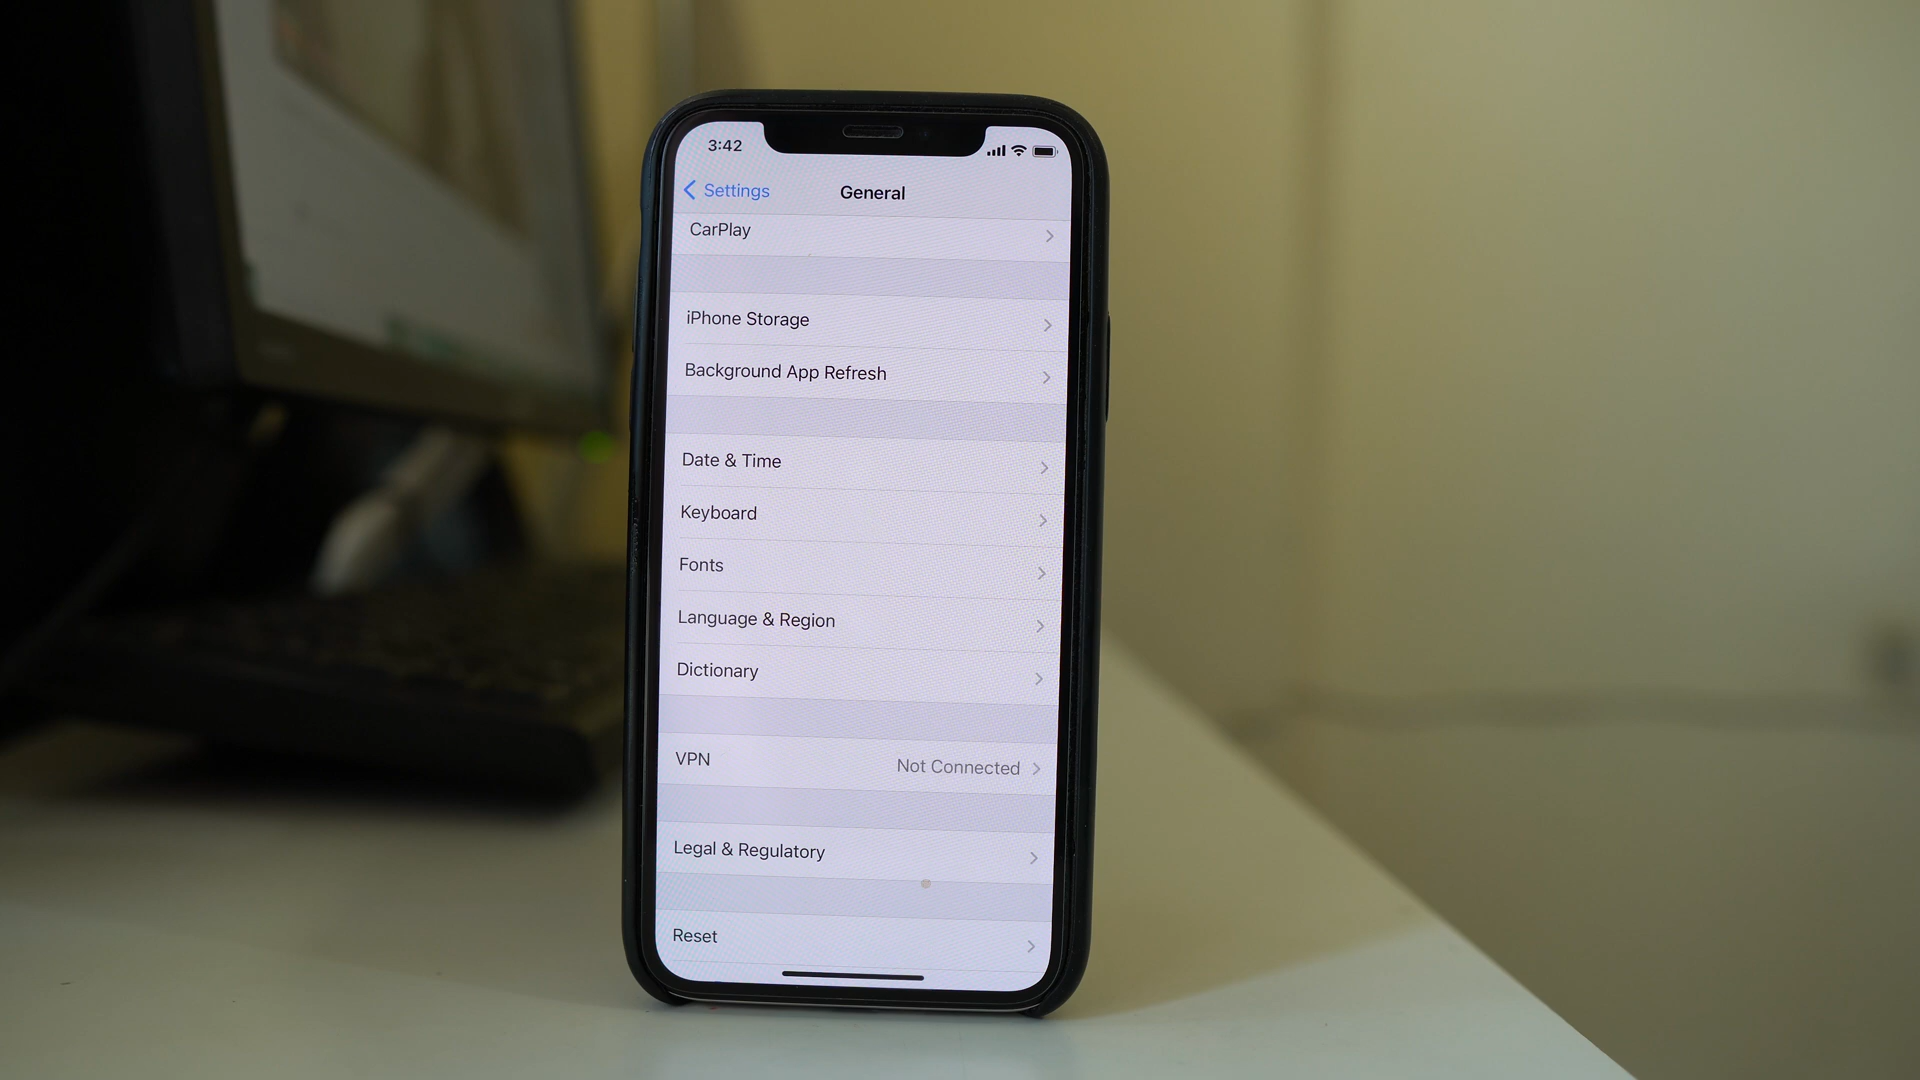 3:42
Settings
General
CarPlay
iPhone Storage
Background App Refresh
Date & Time
Keyboard
Fonts
Language & Region
Dictionary
VPN Not Connected
Legal & Regulatory
Reset